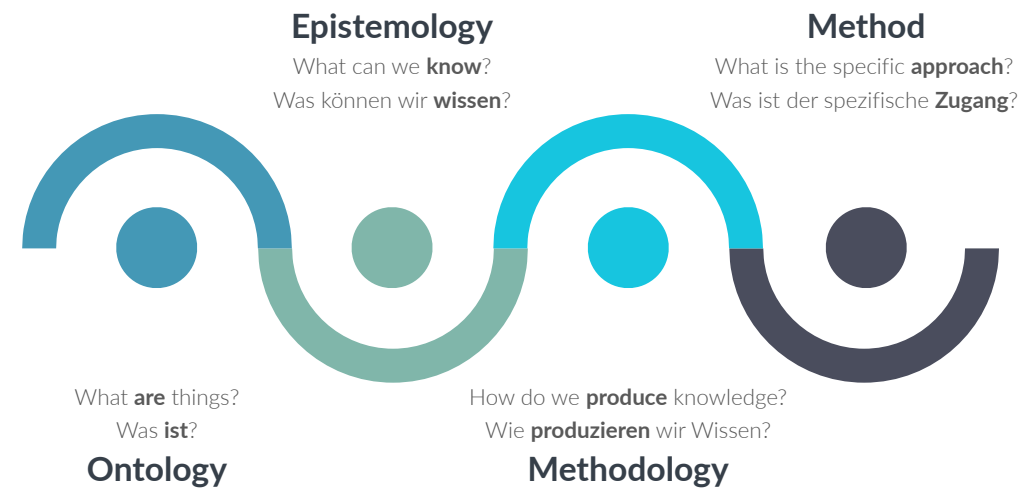 Epistemology
What can we know?
Was können wir wissen?
Method
What is the specific approach?
Was ist der spezifische Zugang?
What are things?
Was ist?
Ontology
How do we produce knowledge?
Wie produzieren wir Wissen?
Methodology